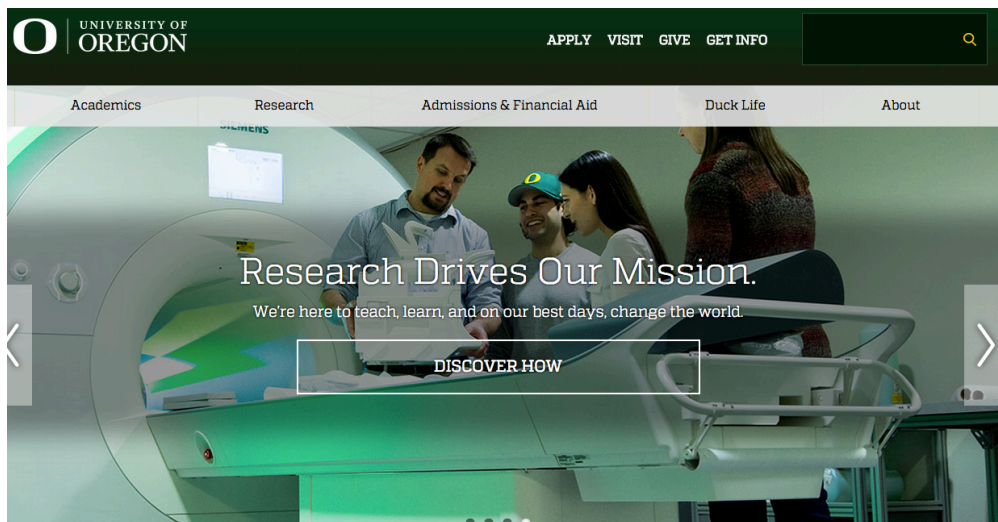 UNIVERSITY OF
OREGON
APPLY VISIT GIVE GET INFO
Academics Research Admissions & Financial Aid Duck Life About
SIEMENS
O
Research Drives Our Mission.
We're here to teach, learn, and on our best days, change the world.
DISCOVER HOW